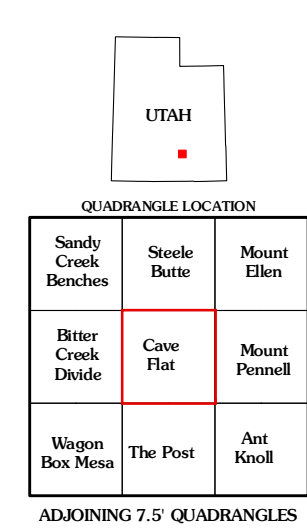 UTAH
QUADRANGLE LOCATION
Sandy
Creek
Benches
Steele
Butte
Mount
Ellen
Bitter
Creek
Divide
Cave
Flat
Mount
Pennell
Wagon
Box Mesa
The Post
Ant
Knoll
ADJOINING 7.5' QUADRANGLES